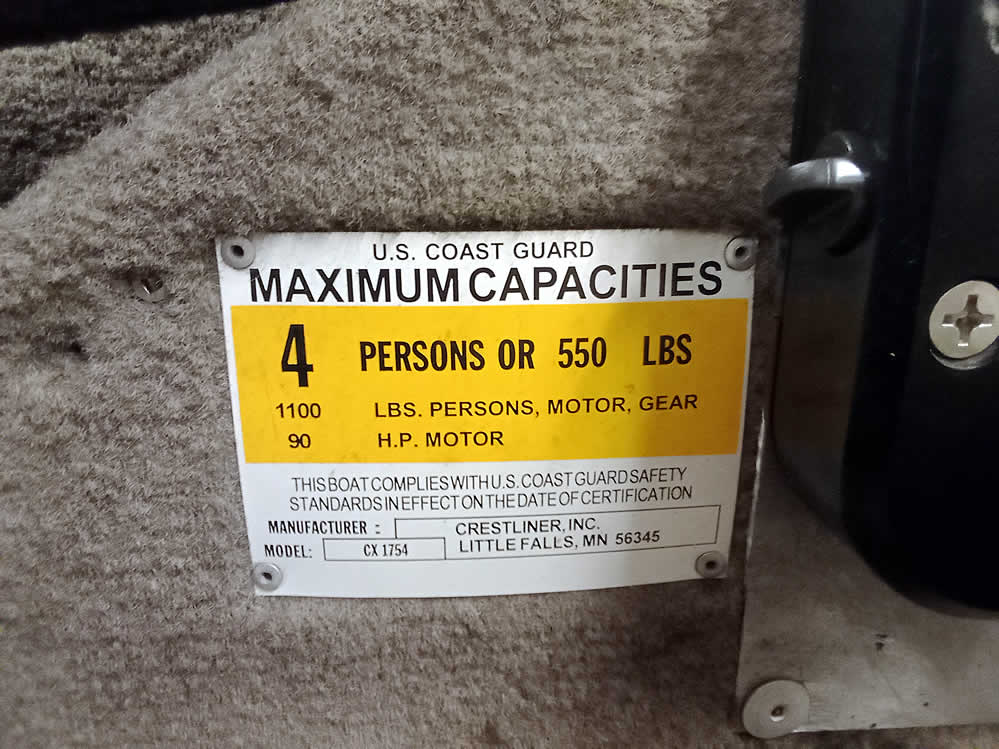 U.S. COAST GUARD
MAXIMUM CAPACITIES
4 PERSONS OR 550 LBS
1100 LBS. PERSONS, MOTOR, GEAR
90 H.P. MOTOR
THIS BOAT COMPLIES WITH U.S. COAST GUARD SAFETY
STANDARDS IN EFFECT ON THE DATE OF CERTIFICATION
MANUFACTURER : CRESTLINER, INC.
MODEL: CX 1754 LITTLE FALLS, MN 56345